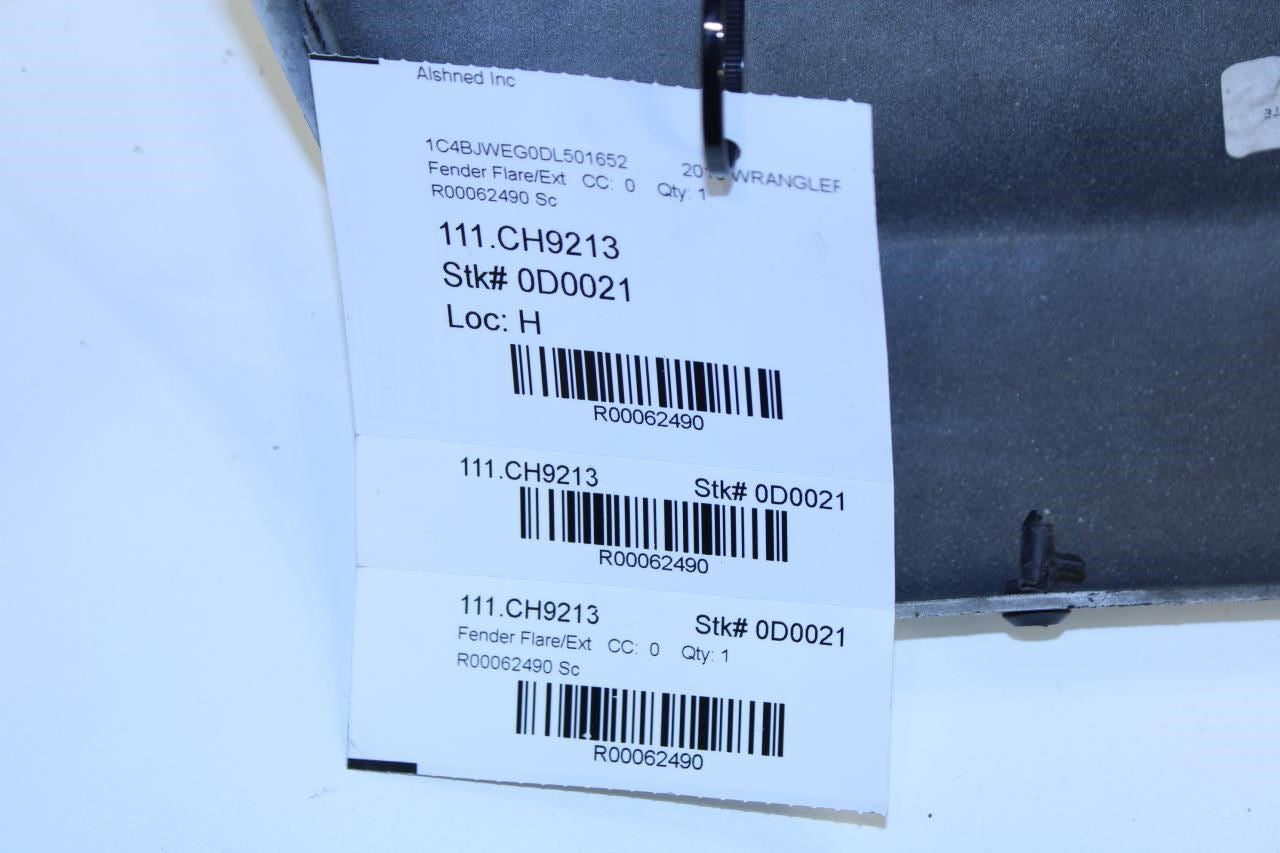 Alshned Inc
1C4BJWEG0DL501652
Fender Flare/Ext CC: 0 Qty: 1
R00062490 Sc
111.CH9213
Stk# 0D0021
Loc: H
R00062490
111.CH9213 Stk# 0D0021
R00062490
111.CH9213 Stk# 0D0021
Fender Flare/Ext CC: 0 Qty: 1
R00062490 Sc
R00062490